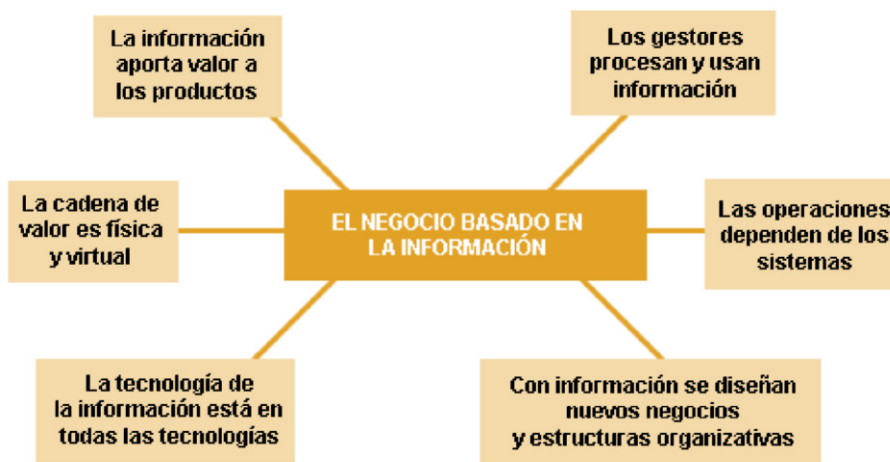 La información
aporta valor a
los productos
Los gestores
procesan y usan
información
La cadena de
valor es física
y virtual
EL NEGOCIO BASADO EN
LA INFORMACIÓN
Las operaciones
dependen de los
sistemas
La tecnología de
la información está en
todas las tecnologías
Con información se diseñan
nuevos negocios
y estructuras organizativas